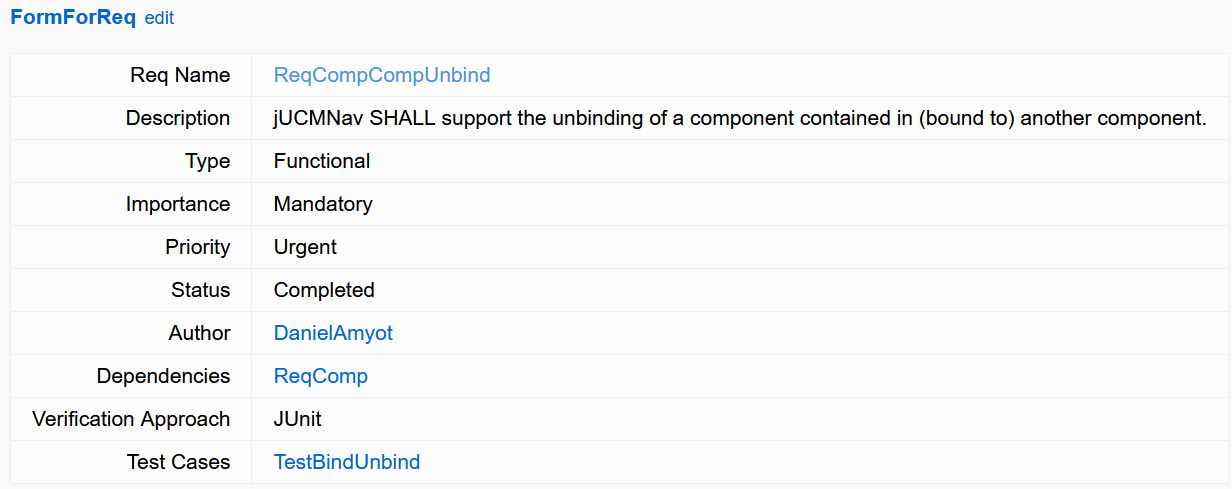 FormForReq edit
Req Name ReqCompCompUnbind
Description jUCMNav SHALL support the unbinding of a component contained in (bound to) another component.
Type Functional
Importance Mandatory
Priority Urgent
Status Completed
Author DanielAmyot
Dependencies ReqComp
Verification Approach JUnit
Test Cases TestBindUnbind